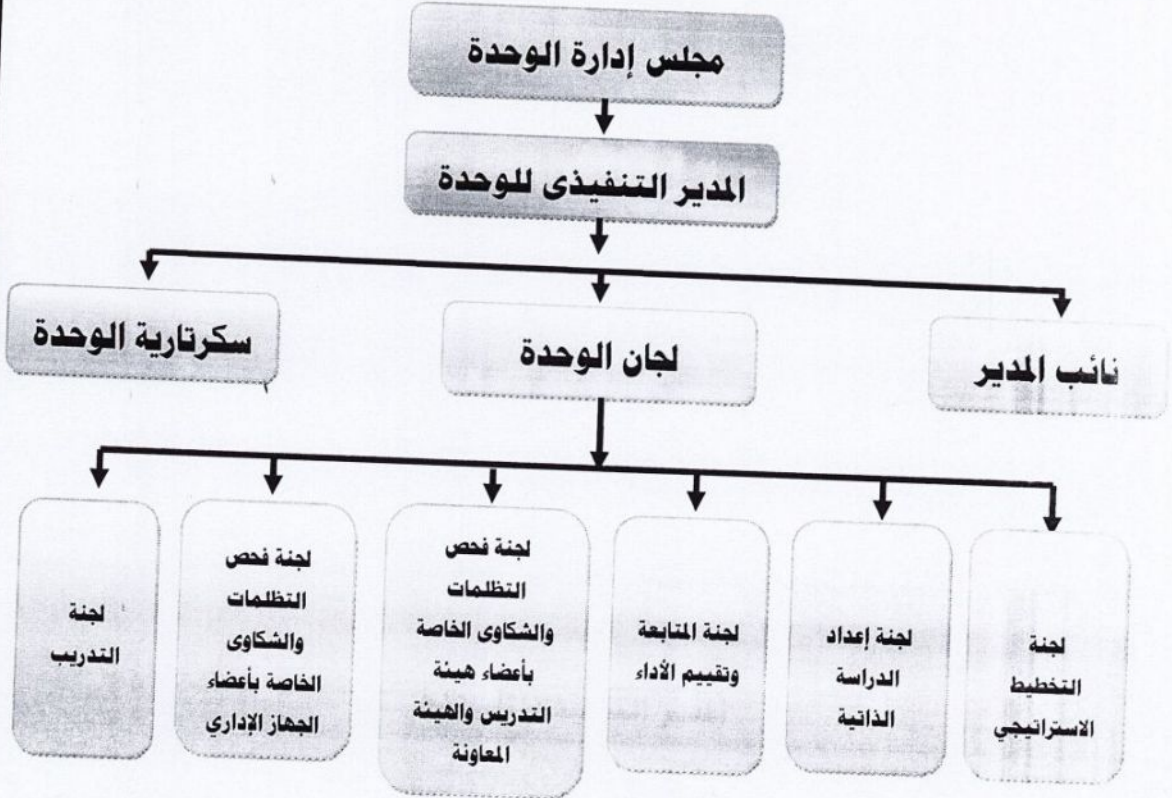 مجلس إدارة الوحدة
المدير التنفيذى للوحدة
نائب المدير
لجان الوحدة
سكرتارية الوحدة
لجنة
التخطيط
الاستراتيجي
لجنة إعداد
الدراسة
الذاتية
لجنة المتابعة
وتقييم الأداء
لجنة فحص
التظلمات
والشكاوى الخاصة
بأعضاء هيئة
التدريس والهيئة
المعاونة
لجنة فحص
التظلمات
والشكاوى
الخاصة بأعضاء
الجهاز الإداري
لجنة
التدريب